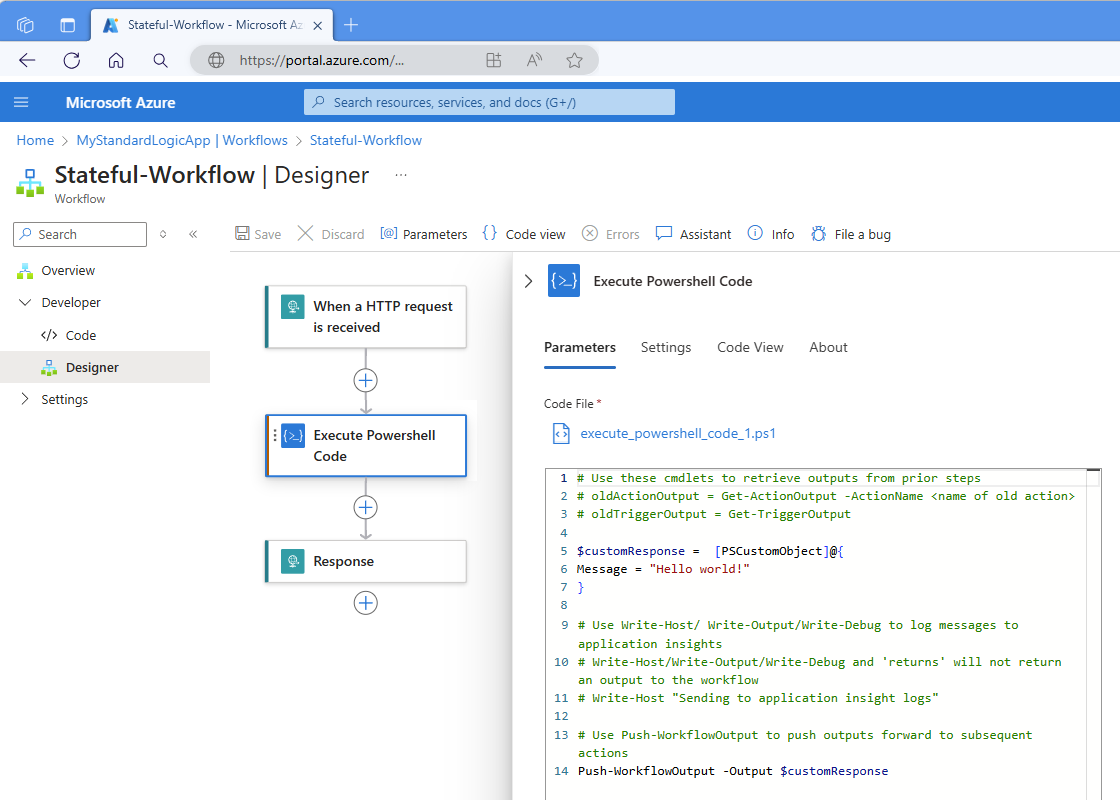 Stateful-Workflow - Microsoft Az
https://portal.azure.com/...
Microsoft Azure
Search resources, services, and docs (G+/)
Home > MyStandardLogicApp | Workflows > Stateful-Workflow
Stateful-Workflow | Designer ...
Workflow
Search
Save Discard Parameters Code view Errors Assistant Info File a bug
Overview
Developer
Code
Designer
Settings
When a HTTP request
is received
Execute Powershell
Code
Response
Execute Powershell Code
Parameters Settings Code View About
Code File *
execute_powershell_code_1.ps1
1 # Use these cmdlets to retrieve outputs from prior steps
2 # oldActionOutput = Get-ActionOutput -ActionName <name of old action>
3 # oldTriggerOutput = Get-TriggerOutput
4
5 $customResponse =  [PSCustomObject]@{
6 Message = "Hello world!"
7 }
8
9 # Use Write-Host/ Write-Output/Write-Debug to log messages to
application insights
10 # Write-Host/Write-Output/Write-Debug and 'returns' will not return
an output to the workflow
11 # Write-Host "Sending to application insight logs"
12
13 # Use Push-WorkflowOutput to push outputs forward to subsequent
actions
14 Push-WorkflowOutput -Output $customResponse